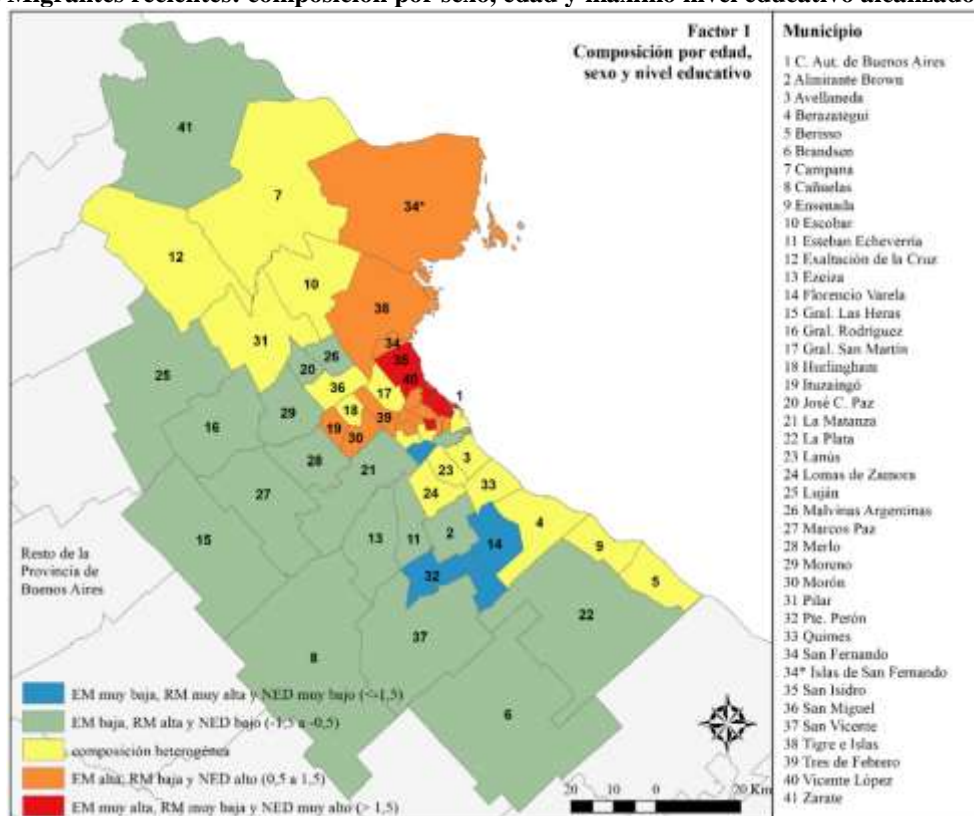 Migrantes recientes: composición por sexo, edad y máximo nivel educativo alcanzado
Factor 1
Composición por edad,
sexo y nivel educativo
41
7
34*
12
10
38
31
34
35
26
20
40
1
25
36
17
18
39
29
19
30
16
3
28
21
23
33
24
27
4
2
13
11
14
15
9
32
5
22
37
8
6
Resto de la
Provincia de
Buenos Aires
EM muy baja, RM muy alta y NED muy bajo (<-1,5)
EM baja, RM alta y NED bajo (-1,5 a -0,5)
composición heterogénea
EM alta, RM baja y NED alto (0,5 a 1,5)
EM muy alta, RM muy baja y NED muy alto (> 1,5)
20 10 0 20 Km
Municipio
1 C. Aut. de Buenos Aires
2 Almirante Brown
3 Avellaneda
4 Berazategui
5 Berisso
6 Brandsen
7 Campana
8 Cañuelas
9 Ensenada
10 Escobar
11 Esteban Echeverría
12 Exaltación de la Cruz
13 Ezeiza
14 Florencio Varela
15 Gral. Las Heras
16 Gral. Rodríguez
17 Gral. San Martín
18 Hurlingham
19 Ituzaingó
20 José C. Paz
21 La Matanza
22 La Plata
23 Lanús
24 Lomas de Zamora
25 Luján
26 Malvinas Argentinas
27 Marcos Paz
28 Merlo
29 Moreno
30 Morón
31 Pilar
32 Pte. Perón
33 Quimes
34 San Fernando
34* Islas de San Fernando
35 San Isidro
36 San Miguel
37 San Vicente
38 Tigre e Islas
39 Tres de Febrero
40 Vicente López
41 Zarate